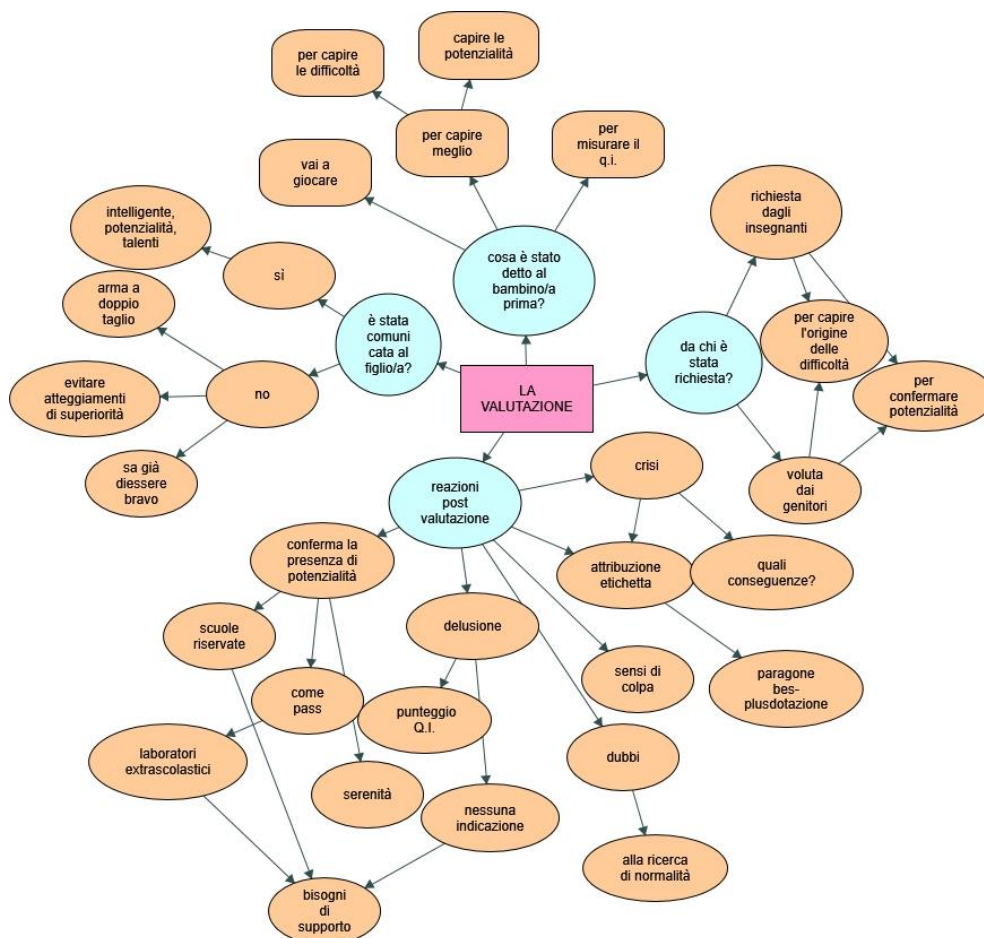 capire le
potenzialità
per capire
le difficoltà
per capire
meglio
per
misurare il
q.i.
vai a
giocare
richiesta
dagli
insegnanti
intelligente,
potenzialità,
talenti
sì
cosa è stato
detto al
bambino/a
prima?
arma a
doppio
taglio
è stata
comuni
cata al
figlio/a?
da chi è
stata
richiesta?
per capire
l'origine
delle
difficoltà
per
confermare
potenzialità
evitare
atteggiamenti
di superiorità
no
LA
VALUTAZIONE
sa già
diessere
bravo
reazioni
post
valutazione
crisi
voluta
dai
genitori
conferma la
presenza di
potenzialità
attribuzione
etichetta
quali
conseguenze?
scuole
riservate
delusione
sensi di
colpa
paragone
bes-
plusdotazione
come
pass
punteggio
Q.I.
laboratori
extrascolastici
dubbi
serenità
nessuna
indicazione
alla ricerca
di normalità
bisogni
di
supporto